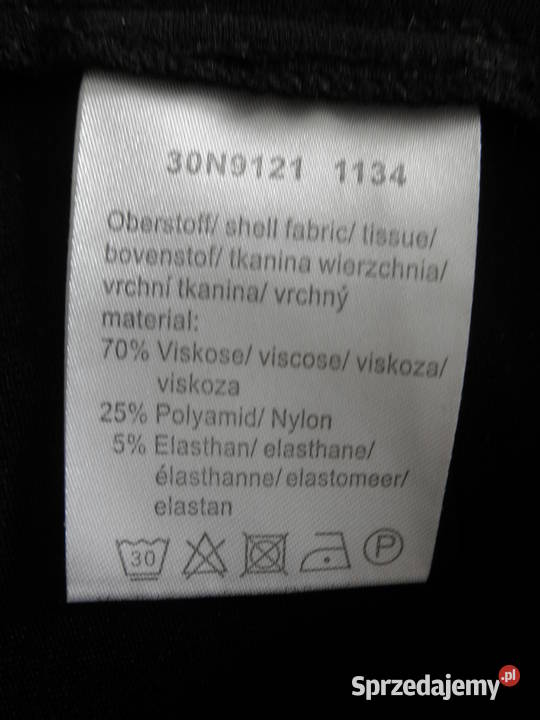 30N9121 1134
Oberstoff/ shell fabric/ tissue/
bovenstof/ tkanina wierzchnia/
vrchní tkanina/ vrchný
material:
70% Viskose/ viscose/ viskoza/
viskoza
25% Polyamid/ Nylon
5% Elasthan/ elasthane/
élasthanne/ elastomeer/
elastan
30 P
Sprzedajemy.pl